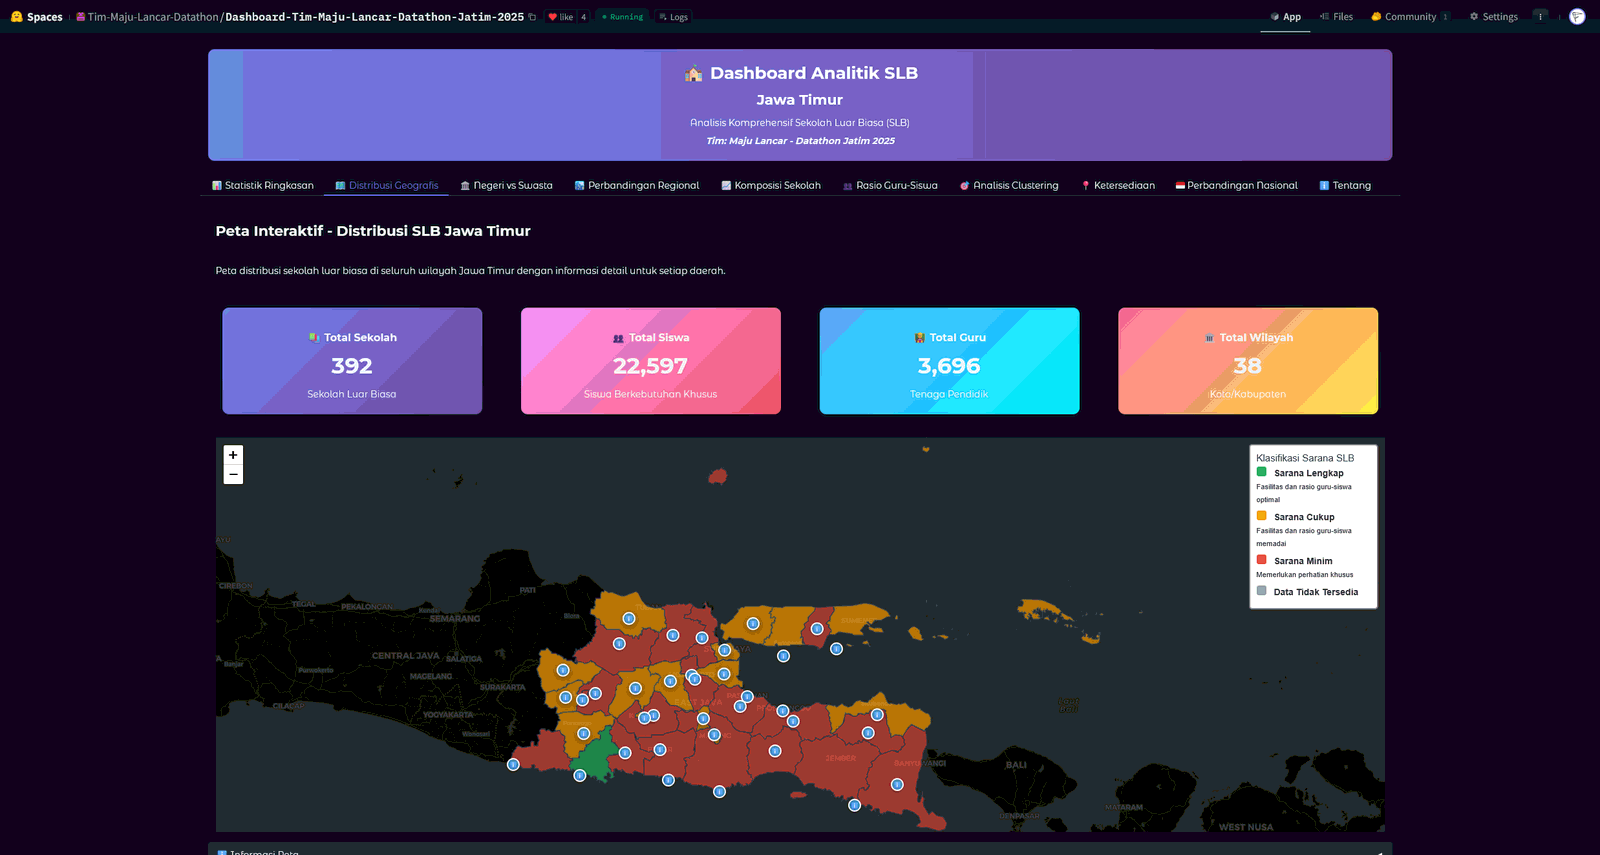 Spaces
Tim-Maju-Lancar-Datathon/Dashboard-Tim-Maju-Lancar-Datathon-Jatim-2025
like 4
Running
Logs
App
Files
Community 1
Settings
Dashboard Analitik SLB
Jawa Timur
Analisis Komprehensif Sekolah Luar Biasa (SLB)
Tim: Maju Lancar - Datathon Jatim 2025
Statistik Ringkasan
Distribusi Geografis
Negeri vs Swasta
Perbandingan Regional
Komposisi Sekolah
Rasio Guru-Siswa
Analisis Clustering
Ketersediaan
Perbandingan Nasional
Tentang
Peta Interaktif - Distribusi SLB Jawa Timur
Peta distribusi sekolah luar biasa di seluruh wilayah Jawa Timur dengan informasi detail untuk setiap daerah.
Total Sekolah
392
Sekolah Luar Biasa
Total Siswa
22,597
Siswa Berkebutuhan Khusus
Total Guru
3,696
Tenaga Pendidik
Total Wilayah
38
Kota/Kabupaten
+
−
Klasifikasi Sarana SLB
Sarana Lengkap
Fasilitas dan rasio guru-siswa
optimal
Sarana Cukup
Fasilitas dan rasio guru-siswa
memadai
Sarana Minim
Memerlukan perhatian khusus
Data Tidak Tersedia
CIREBON
TEGAL
PEKALONGAN
SEMARANG
PATI
CENTRAL JAVA
SALATIGA
MAGELANG
SURAKARTA
CILACAP
YOGYAKARTA
Purwokerto
Wonosari
JEMBER
BANYUWANGI
BALI
DENPASAR
MATARAM
WEST NUSA
Informasi Peta